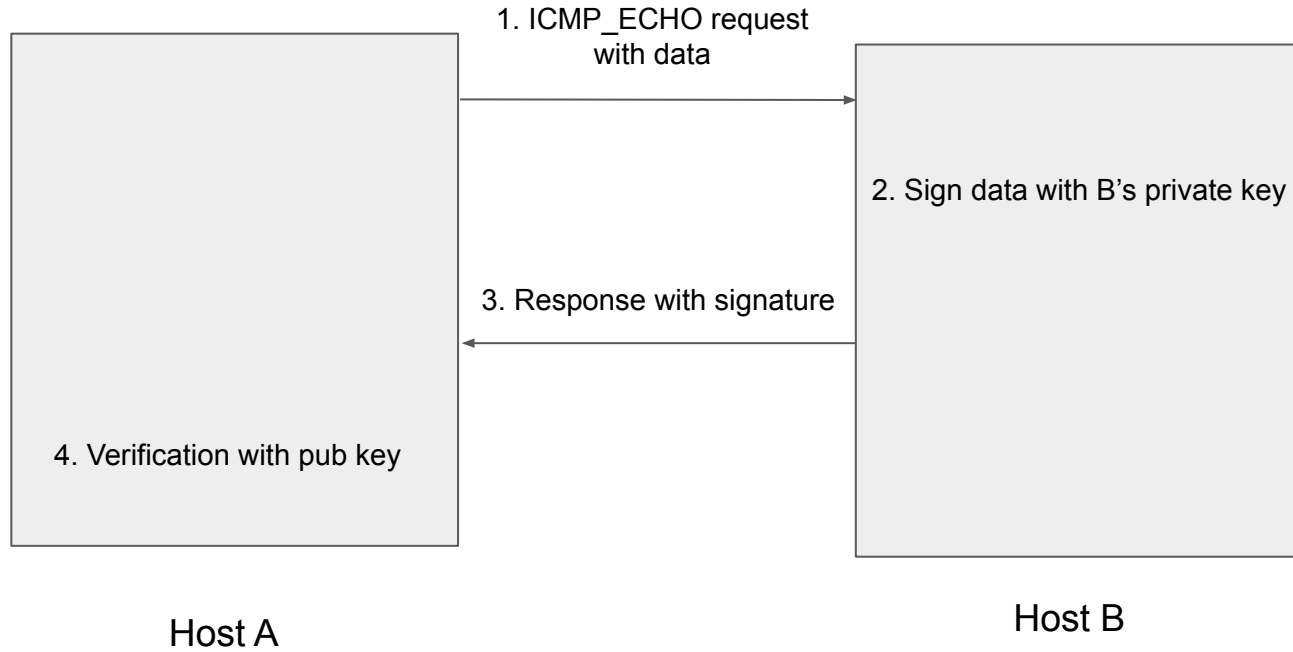 1. ICMP_ECHO request
with data
2. Sign data with B’s private key
3. Response with signature
4. Verification with pub key
Host A
Host B